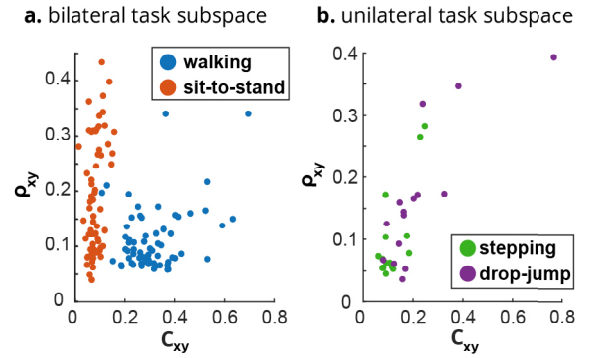 a. bilateral task subspace
b. unilateral task subspace
walking
sit-to-stand
0.4
0.3
0.2
0.1
0
ρxy
0
0.2
0.4
0.6
0.8
Cxy
0.4
0.3
0.2
0.1
0
ρxy
stepping
drop-jump
0
0.2
0.4
0.6
0.8
Cxy